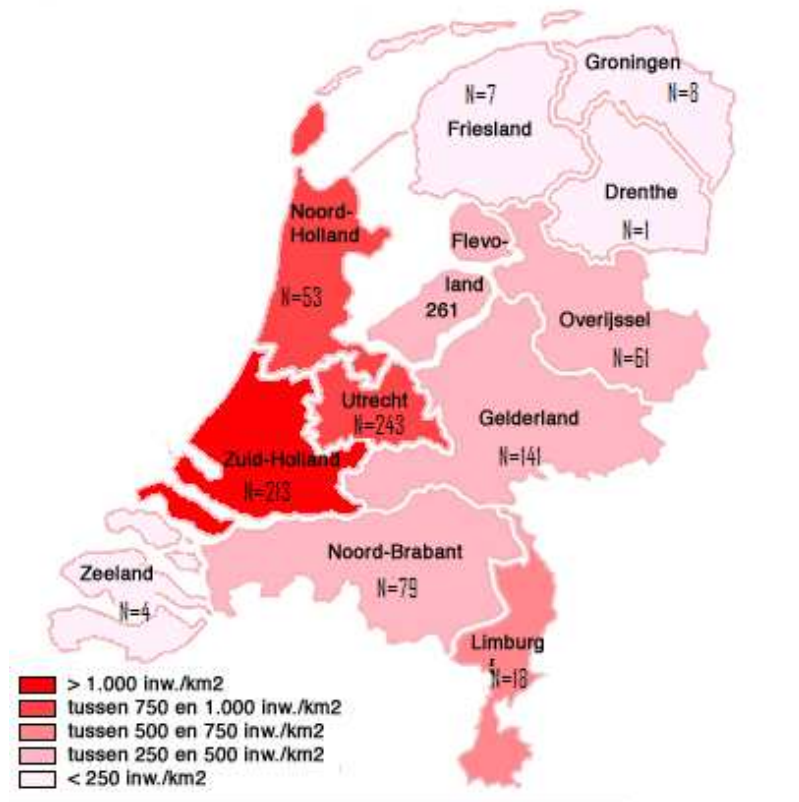 Groningen
N=8
N=7
Friesland
Drenthe
N=1
Noord-
Holland
N=53
Flevo-
land
261
Overijssel
N=61
Utrecht
N=243
Gelderland
N=141
Zuid-Holland
N=213
Noord-Brabant
N=79
Zeeland
N=4
Limburg
N=18
> 1.000 inw./km2
tussen 750 en 1.000 inw./km2
tussen 500 en 750 inw./km2
tussen 250 en 500 inw./km2
< 250 inw./km2